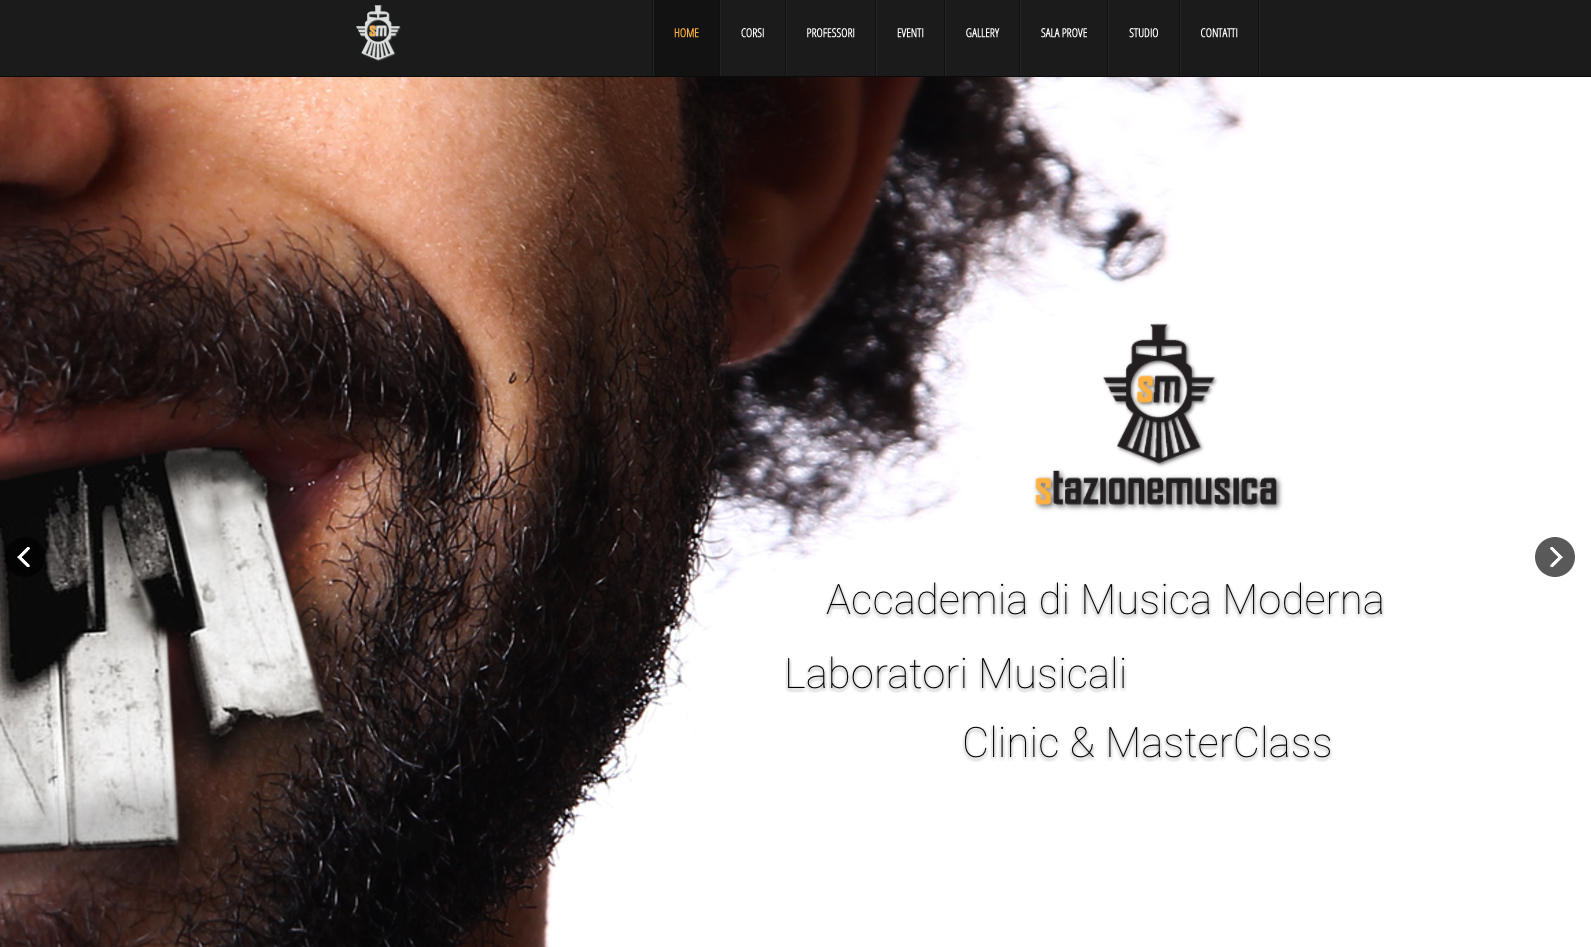 sm
HOME
CORSI
PROFESSORI
EVENTI
GALLERY
SALA PROVE
STUDIO
CONTATTI
sm
stazionemusica
Accademia di Musica Moderna
Laboratori Musicali
Clinic & MasterClass